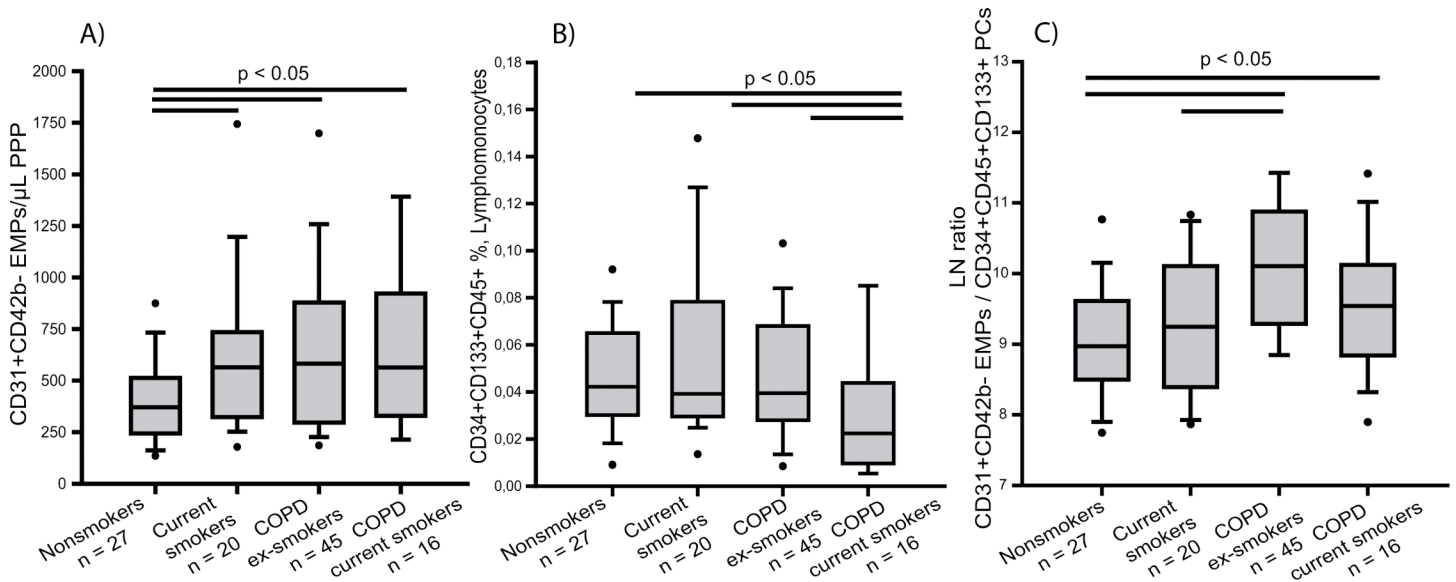 A)
CD31+CD42b- EMPs/µL PPP
2000
1750
1500
1250
1000
750
500
250
0
p < 0.05
Nonsmokers
n = 27
Current
smokers
n = 20
COPD
ex-smokers
n = 45
COPD
current smokers
n = 16
B)
CD34+CD133+CD45+ %, Lymphomonocytes
0,18
0,16
0,14
0,12
0,10
0,08
0,06
0,04
0,02
0,00
p < 0.05
Nonsmokers
n = 27
Current
smokers
n = 20
COPD
ex-smokers
n = 45
COPD
current smokers
n = 16
C)
LN ratio
CD31+CD42b- EMPs / CD34+CD45+CD133+ PCs
13
12
11
10
9
8
7
p < 0.05
Nonsmokers
n = 27
Current
smokers
n = 20
COPD
ex-smokers
n = 45
COPD
current smokers
n = 16